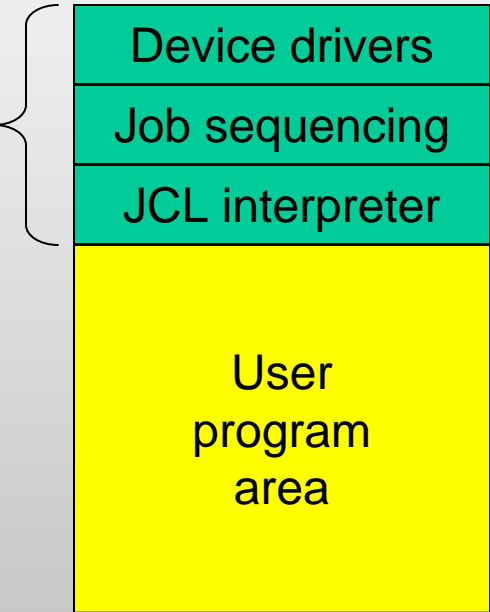 Device drivers
Job sequencing
JCL interpreter
User
program
area